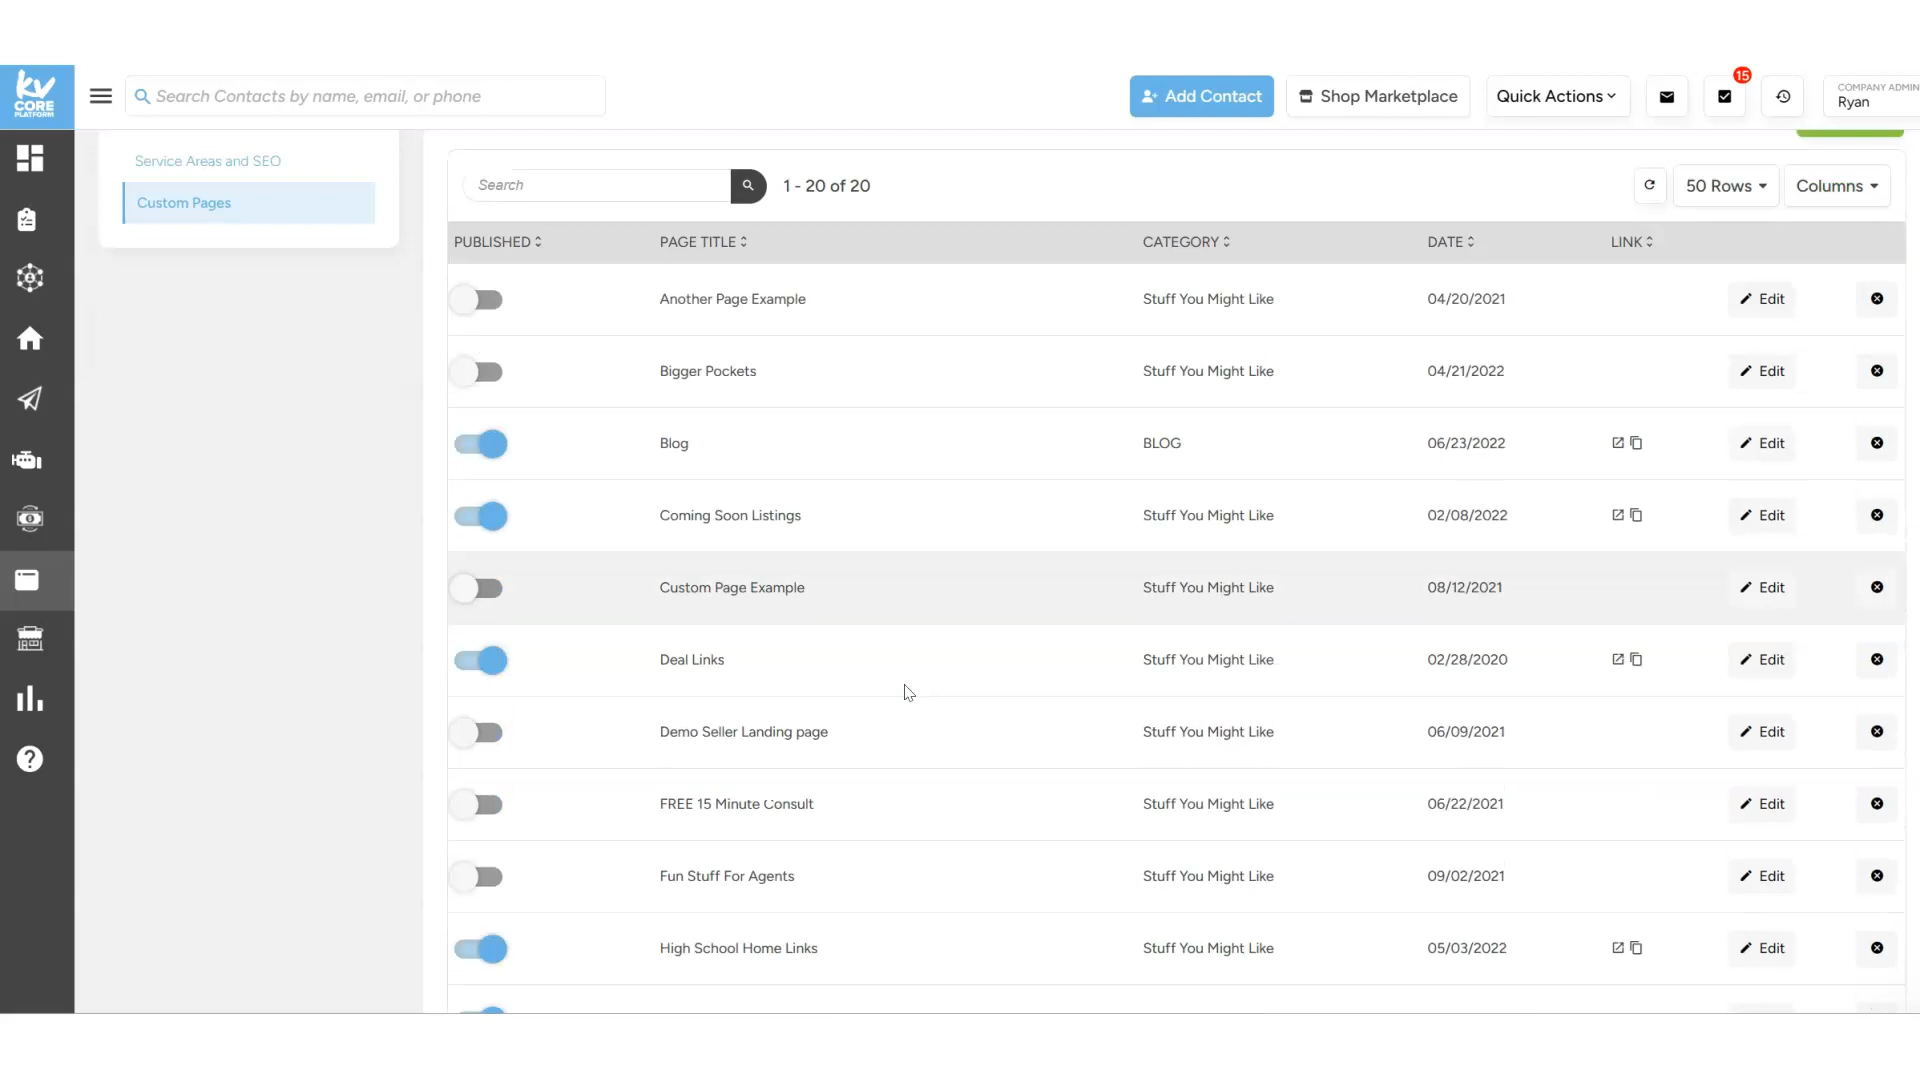 kv
CORE
PLATFORM
Search Contacts by name, email, or phone
Add Contact
Shop Marketplace
Quick Actions
15
COMPANY ADMIN
Ryan
Service Areas and SEO
Custom Pages
Search
1 - 20 of 20
50 Rows
Columns
PUBLISHED PAGE TITLE CATEGORY DATE LINK
Another Page Example Stuff You Might Like 04/20/2021 Edit
Bigger Pockets Stuff You Might Like 04/21/2022 Edit
Blog BLOG 06/23/2022 Edit
Coming Soon Listings Stuff You Might Like 02/08/2022 Edit
Custom Page Example Stuff You Might Like 08/12/2021 Edit
Deal Links Stuff You Might Like 02/28/2020 Edit
Demo Seller Landing page Stuff You Might Like 06/09/2021 Edit
FREE 15 Minute Consult Stuff You Might Like 06/22/2021 Edit
Fun Stuff For Agents Stuff You Might Like 09/02/2021 Edit
High School Home Links Stuff You Might Like 05/03/2022 Edit